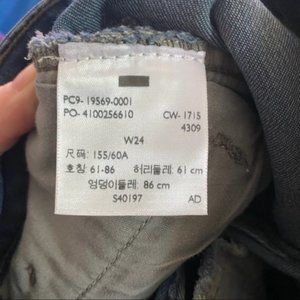 PC9- 19569-0001
PO- 4100256610 CW- 1715
4309
W24
尺码: 155/60A
호칭: 61-86 허리둘레: 61 cm
엉덩이둘레: 86 cm
S40197 AD